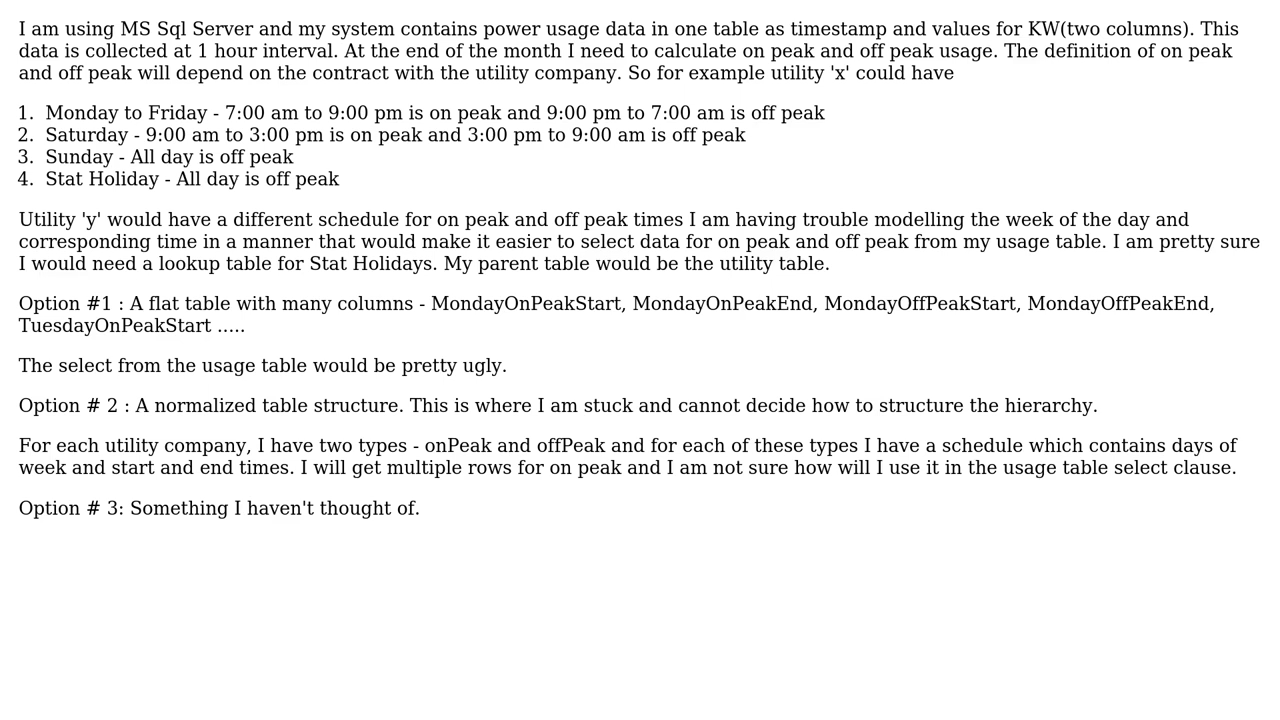 I am using MS Sql Server and my system contains power usage data in one table as timestamp and values for KW(two columns). This
data is collected at 1 hour interval. At the end of the month I need to calculate on peak and off peak usage. The definition of on peak
and off peak will depend on the contract with the utility company. So for example utility 'x' could have
1. Monday to Friday - 7:00 am to 9:00 pm is on peak and 9:00 pm to 7:00 am is off peak
2. Saturday - 9:00 am to 3:00 pm is on peak and 3:00 pm to 9:00 am is off peak
3. Sunday - All day is off peak
4. Stat Holiday - All day is off peak
Utility 'y' would have a different schedule for on peak and off peak times I am having trouble modelling the week of the day and
corresponding time in a manner that would make it easier to select data for on peak and off peak from my usage table. I am pretty sure
I would need a lookup table for Stat Holidays. My parent table would be the utility table.
Option #1 : A flat table with many columns - MondayOnPeakStart, MondayOnPeakEnd, MondayOffPeakStart, MondayOffPeakEnd,
TuesdayOnPeakStart .....
The select from the usage table would be pretty ugly.
Option # 2 : A normalized table structure. This is where I am stuck and cannot decide how to structure the hierarchy.
For each utility company, I have two types - onPeak and offPeak and for each of these types I have a schedule which contains days of
week and start and end times. I will get multiple rows for on peak and I am not sure how will I use it in the usage table select clause.
Option # 3: Something I haven't thought of.